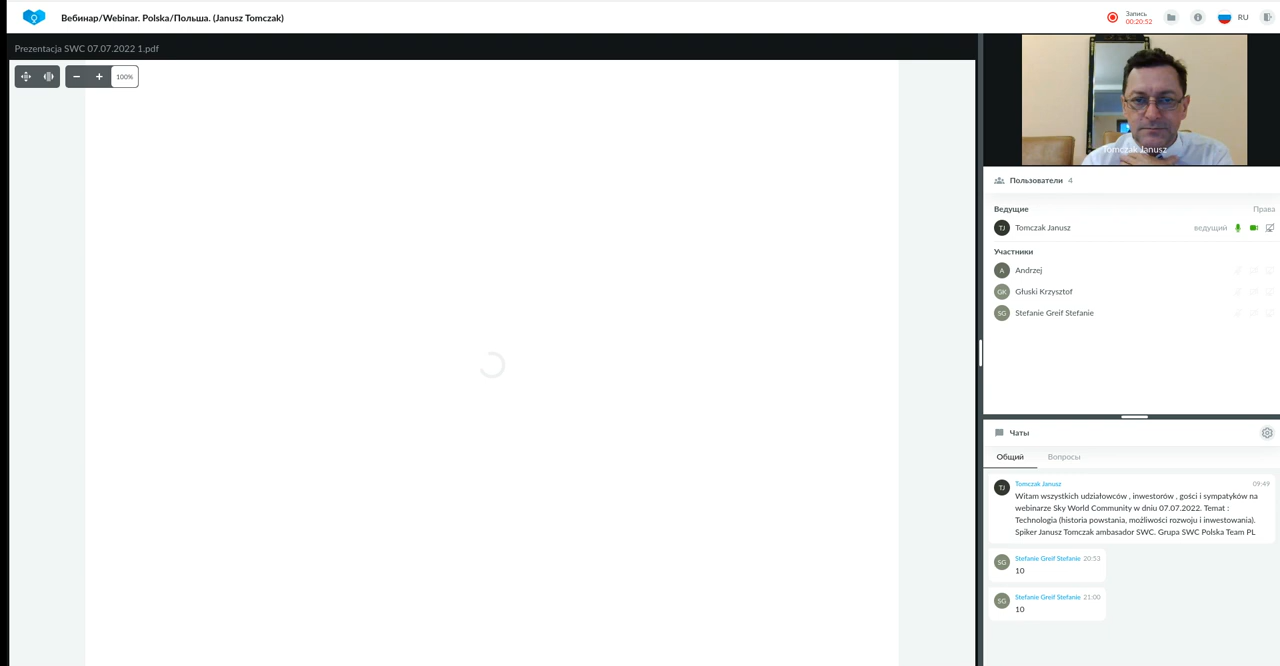 Вебинар/Webinar. Polska/Польша. (Janusz Tomczak)
Запись
00:20:52
RU
Prezentacja SWC 07.07.2022 1.pdf
100%
Tomczak Janusz
Пользователи 4
Ведущие Права
TJ Tomczak Janusz ведущий
Участники
A Andrzej
GK Głuski Krzysztof
SG Stefanie Greif Stefanie
Чаты
Общий Вопросы
TJ Tomczak Janusz 09:49
Witam wszystkich udziałowców , inwestorów , gości i sympatyków na
webinarze Sky World Community w dniu 07.07.2022. Temat :
Technologia (historia powstania, możliwości rozwoju i inwestowania).
Spiker Janusz Tomczak ambasador SWC. Grupa SWC Polska Team PL
SG Stefanie Greif Stefanie 20:53
10
SG Stefanie Greif Stefanie 21:00
10